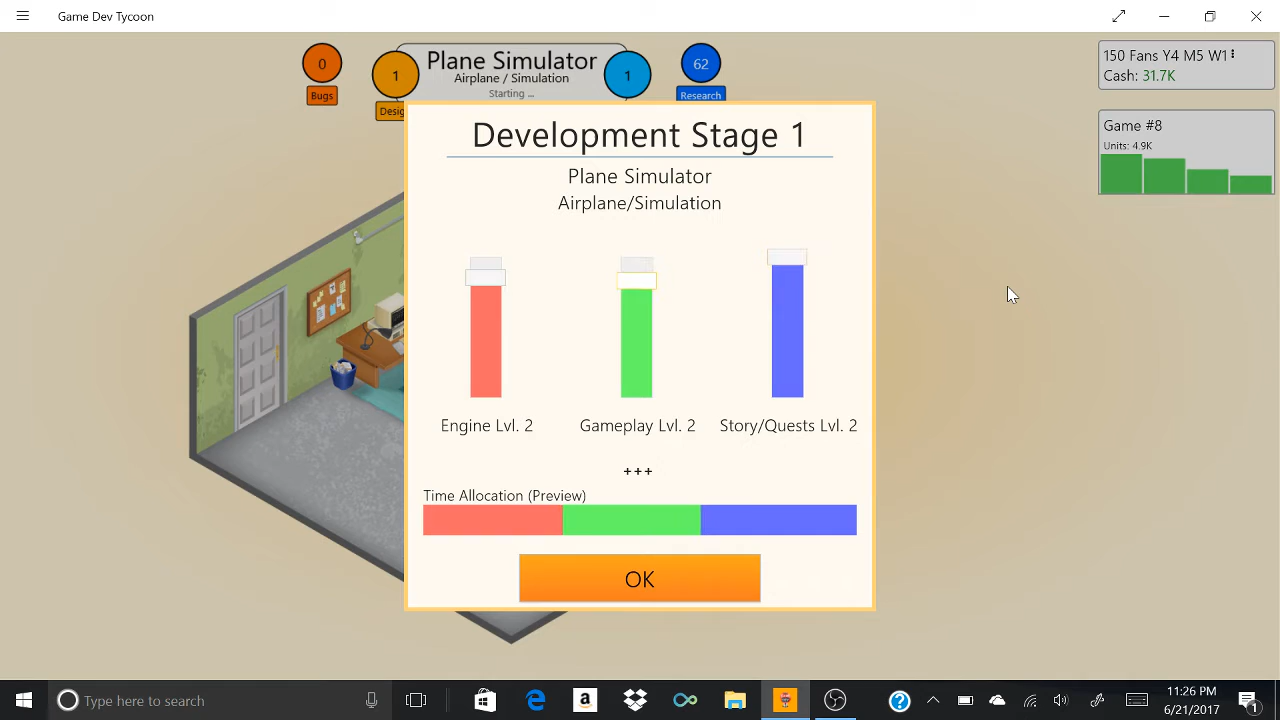 Game Dev Tycoon
0
Bugs
1
Desig
Plane Simulator
Airplane / Simulation
Starting ...
1
62
Research
150 Fans Y4 M5 W1
Cash: 31.7K
Game #8
Units: 4.9K
Development Stage 1
Plane Simulator
Airplane/Simulation
Engine Lvl. 2
Gameplay Lvl. 2
Story/Quests Lvl. 2
+++
Time Allocation (Preview)
OK
Type here to search
11:26 PM
6/21/2017
1